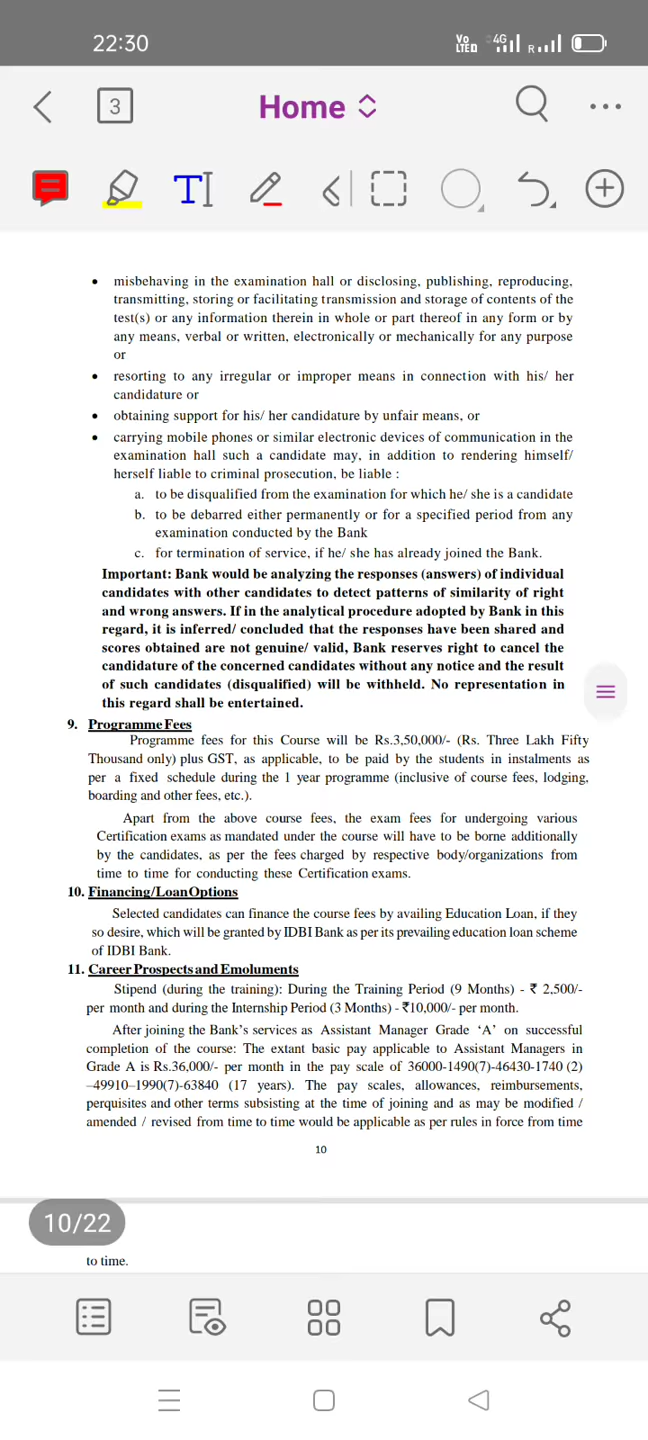 22:30
Vo LTE 4G R
3
Home
T
• misbehaving in the examination hall or disclosing, publishing, reproducing,
transmitting, storing or facilitating transmission and storage of contents of the
test(s) or any information therein in whole or part thereof in any form or by
any means, verbal or written, electronically or mechanically for any purpose
or
• resorting to any irregular or improper means in connection with his/ her
candidature or
• obtaining support for his/ her candidature by unfair means, or
• carrying mobile phones or similar electronic devices of communication in the
examination hall such a candidate may, in addition to rendering himself/
herself liable to criminal prosecution, be liable :
a. to be disqualified from the examination for which he/ she is a candidate
b. to be debarred either permanently or for a specified period from any
examination conducted by the Bank
c. for termination of service, if he/ she has already joined the Bank.
Important: Bank would be analyzing the responses (answers) of individual
candidates with other candidates to detect patterns of similarity of right
and wrong answers. If in the analytical procedure adopted by Bank in this
regard, it is inferred/ concluded that the responses have been shared and
scores obtained are not genuine/ valid, Bank reserves right to cancel the
candidature of the concerned candidates without any notice and the result
of such candidates (disqualified) will be withheld. No representation in
this regard shall be entertained.
9. Programme Fees
Programme fees for this Course will be Rs.3,50,000/- (Rs. Three Lakh Fifty
Thousand only) plus GST, as applicable, to be paid by the students in instalments as
per a fixed schedule during the 1 year programme (inclusive of course fees, lodging,
boarding and other fees, etc.).
Apart from the above course fees, the exam fees for undergoing various
Certification exams as mandated under the course will have to be borne additionally
by the candidates, as per the fees charged by respective body/organizations from
time to time for conducting these Certification exams.
10. Financing/Loan Options
Selected candidates can finance the course fees by availing Education Loan, if they
so desire, which will be granted by IDBI Bank as per its prevailing education loan scheme
of IDBI Bank.
11. Career Prospects and Emoluments
Stipend (during the training): During the Training Period (9 Months) - ₹ 2,500/-
per month and during the Internship Period (3 Months) - ₹10,000/- per month.
After joining the Bank's services as Assistant Manager Grade 'A' on successful
completion of the course: The extant basic pay applicable to Assistant Managers in
Grade A is Rs.36,000/- per month in the pay scale of 36000-1490(7)-46430-1740 (2)
–49910–1990(7)-63840 (17 years). The pay scales, allowances, reimbursements,
perquisites and other terms subsisting at the time of joining and as may be modified /
amended / revised from time to time would be applicable as per rules in force from time
10
10/22
to time.